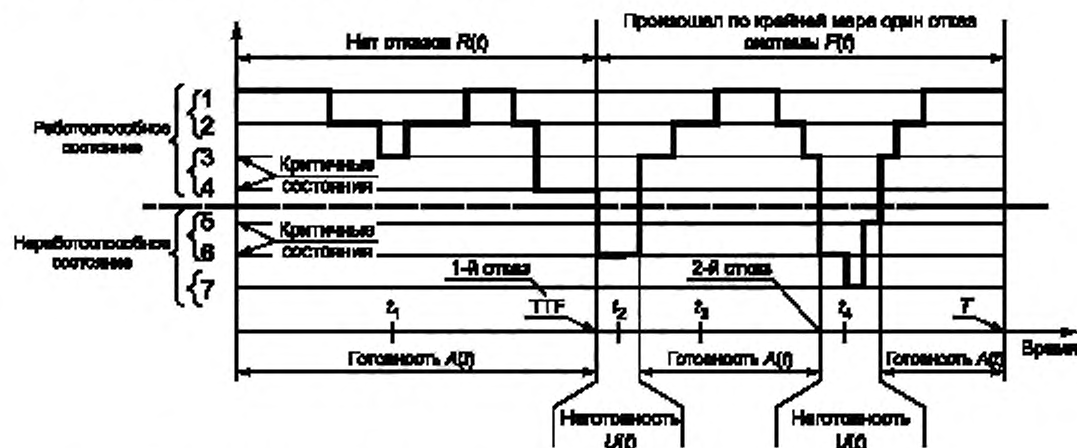 Произошел по крайней мере один отказ
системы F(t)
Нет отказов R(t)
1
2
Работоспособное
состояние
3
4
Критичные
состояния
5
6
7
Неработоспособное
состояние
Критичные
состояния
1-й отказ
TTF
2-й отказ
t1
t2
t3
t4
T
Время
Готовность A(t)
Готовность A(t)
Готовность A(t)
Неготовность
U(t)
Неготовность
U(t)